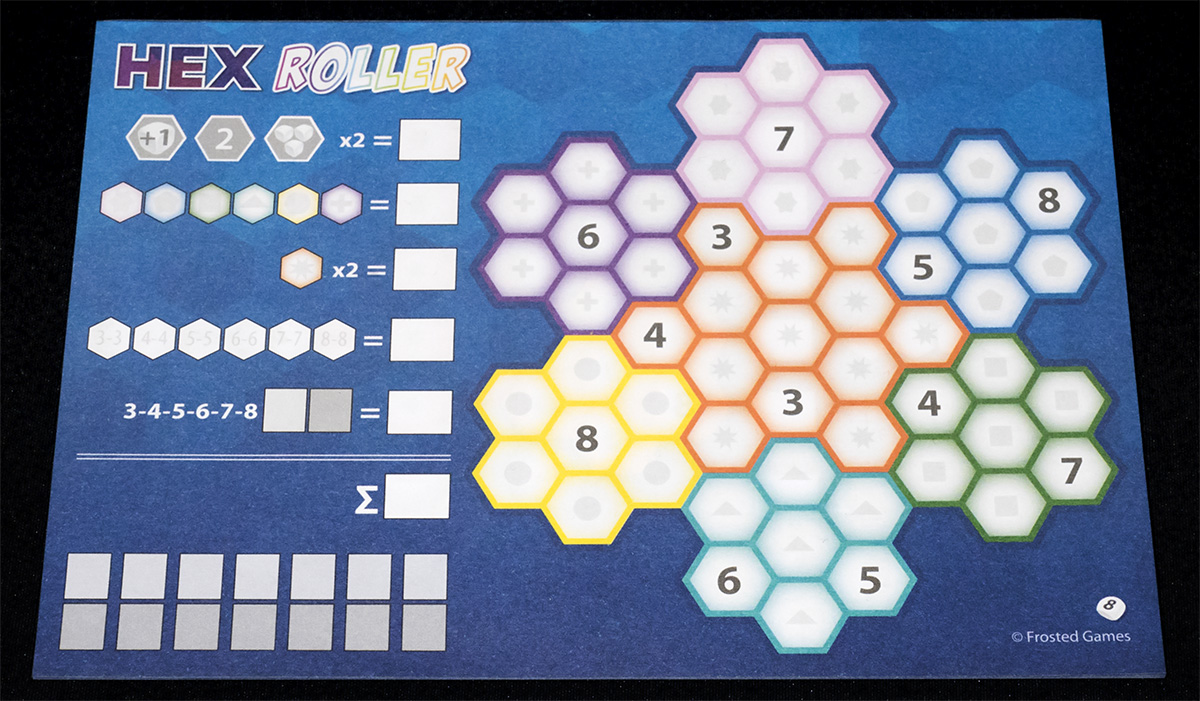 HEX ROLLER
+1 2 x2 =
=
x2 =
3-3 4-4 5-5 6-6 7-7 8-8 =
3-4-5-6-7-8 =
Σ
7
8
6 3
5
4
3 4
8
7
6 5
8
© Frosted Games